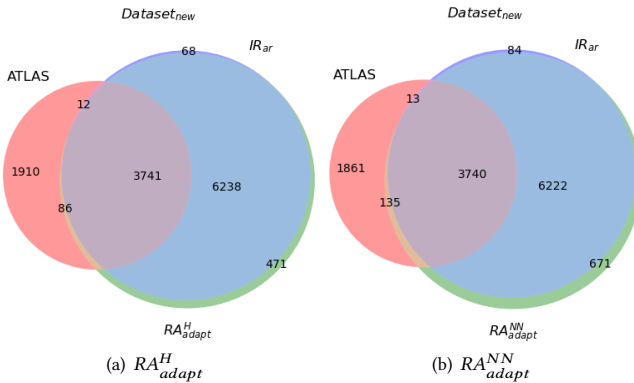 Dataset_new
IR_ar
ATLAS
68
12
1910
3741
6238
86
471
RA^H_adapt
(a) RA^H_adapt
Dataset_new
IR_ar
ATLAS
84
13
1861
3740
6222
135
671
RA^NN_adapt
(b) RA^NN_adapt